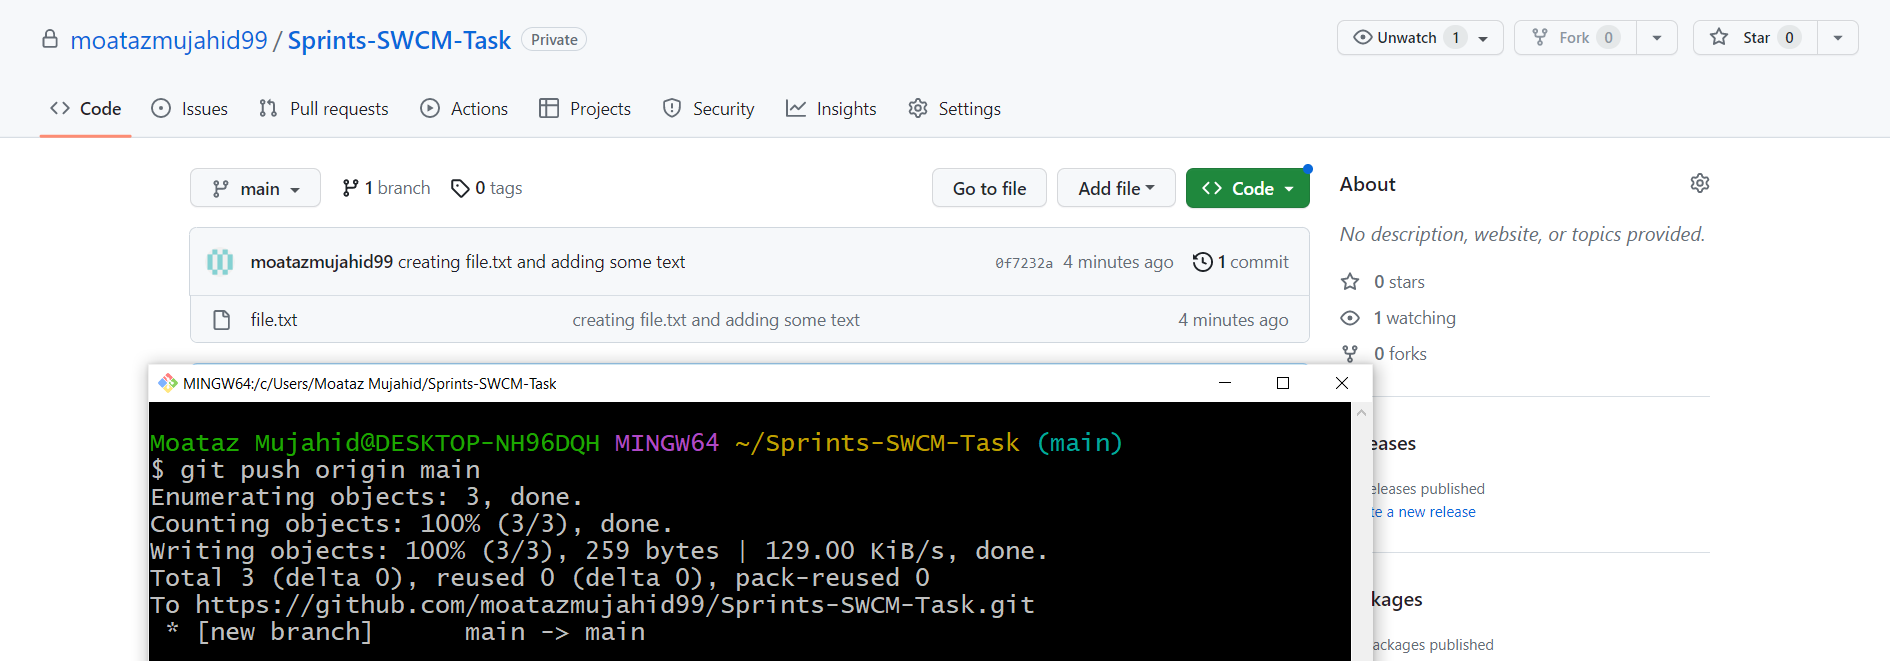 moatazmujahid99 / Sprints-SWCM-Task Private
Unwatch 1 Fork 0 Star 0
Code Issues Pull requests Actions Projects Security Insights Settings
main 1 branch 0 tags
Go to file Add file <> Code
About
No description, website, or topics provided.
moatazmujahid99 creating file.txt and adding some text 0f7232a 4 minutes ago 1 commit
0 stars
file.txt creating file.txt and adding some text 4 minutes ago
1 watching
0 forks
MINGW64:/c/Users/Moataz Mujahid/Sprints-SWCM-Task
Moataz Mujahid@DESKTOP-NH96DQH MINGW64 ~/Sprints-SWCM-Task (main)
$ git push origin main
Enumerating objects: 3, done.
Counting objects: 100% (3/3), done.
Writing objects: 100% (3/3), 259 bytes | 129.00 KiB/s, done.
Total 3 (delta 0), reused 0 (delta 0), pack-reused 0
To https://github.com/moatazmujahid99/Sprints-SWCM-Task.git
* [new branch] main -> main
eases
eleases published
te a new release
kages
ackages published